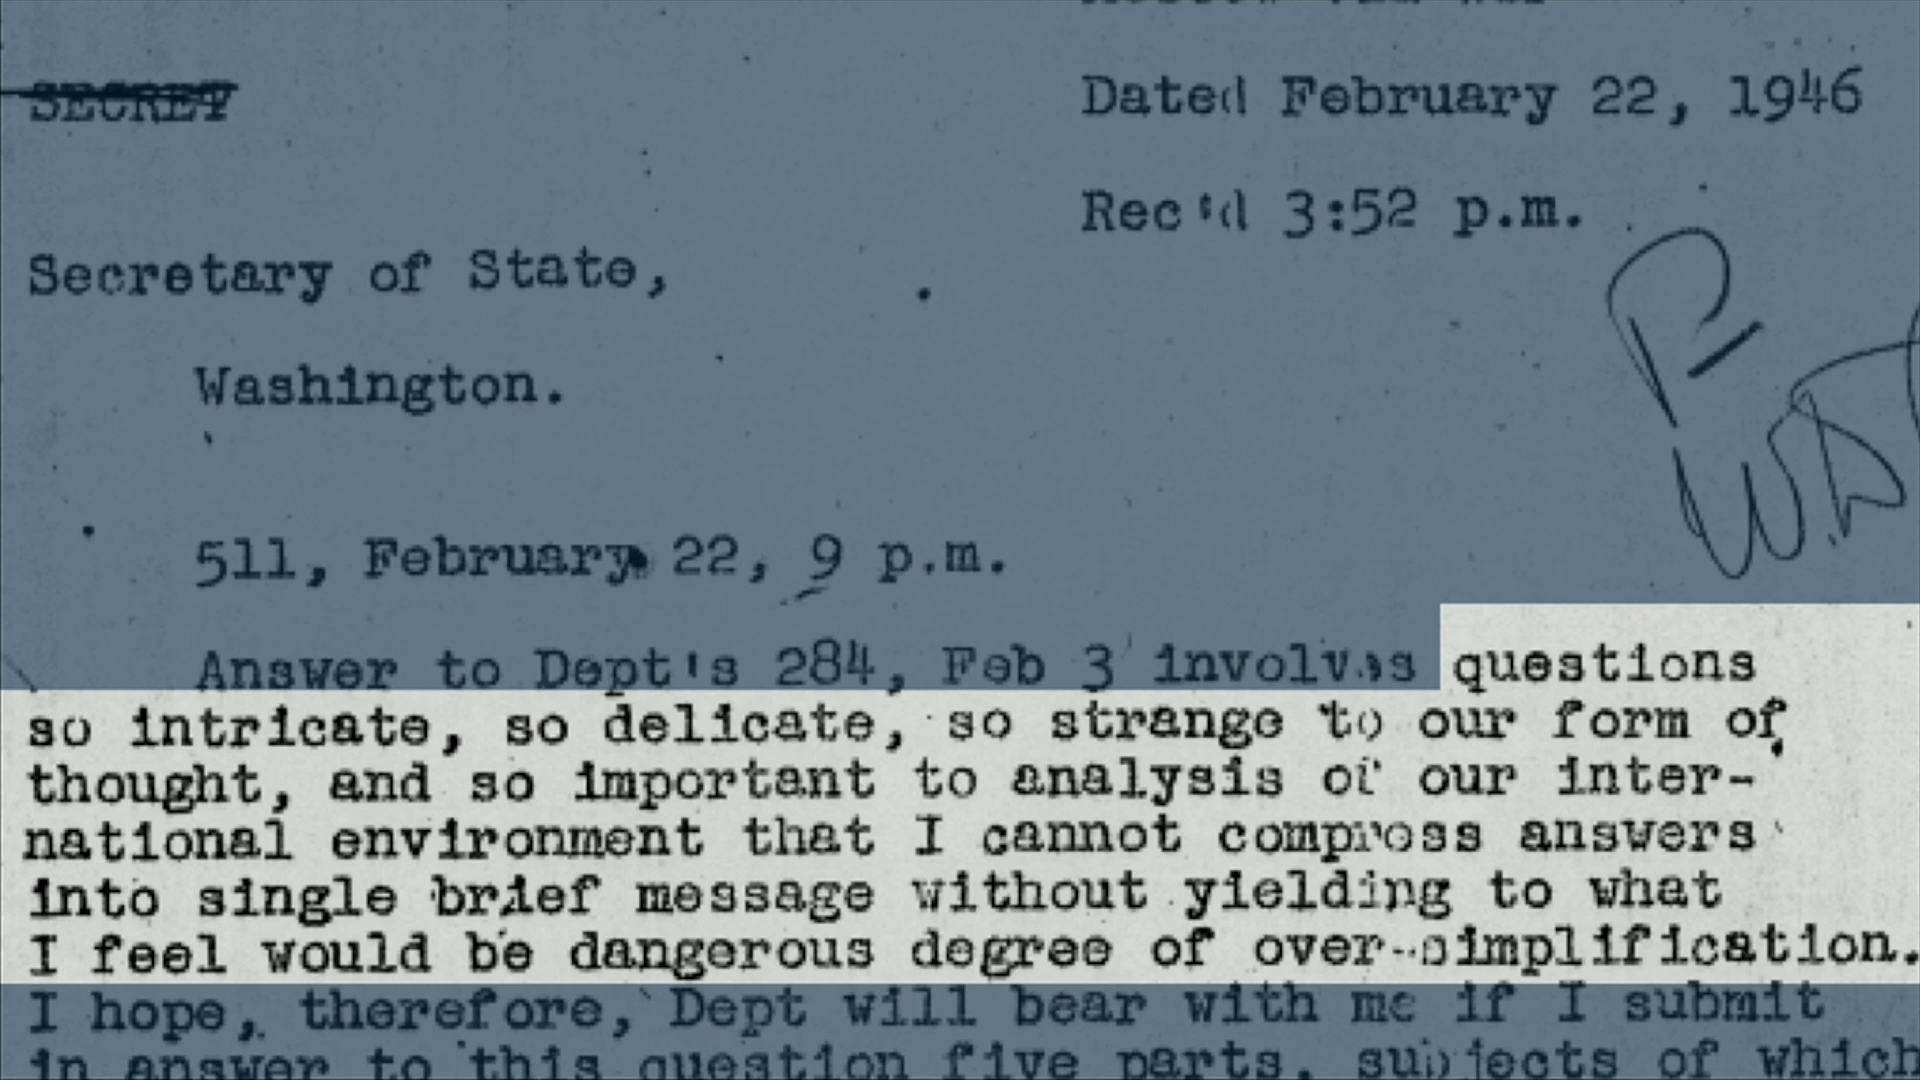 SECRET
Dated February 22, 1946
Rec'd 3:52 p.m.
Secretary of State,
Washington.
511, February 22, 9 p.m.
Answer to Dept's 284, Feb 3 involves questions
so intricate, so delicate, so strange to our form of
thought, and so important to analysis of our inter-
national environment that I cannot compress answers
into single brief message without yielding to what
I feel would be dangerous degree of over-simplification.
I hope, therefore, Dept will bear with me if I submit
in answer to this question five parts, subjects of which